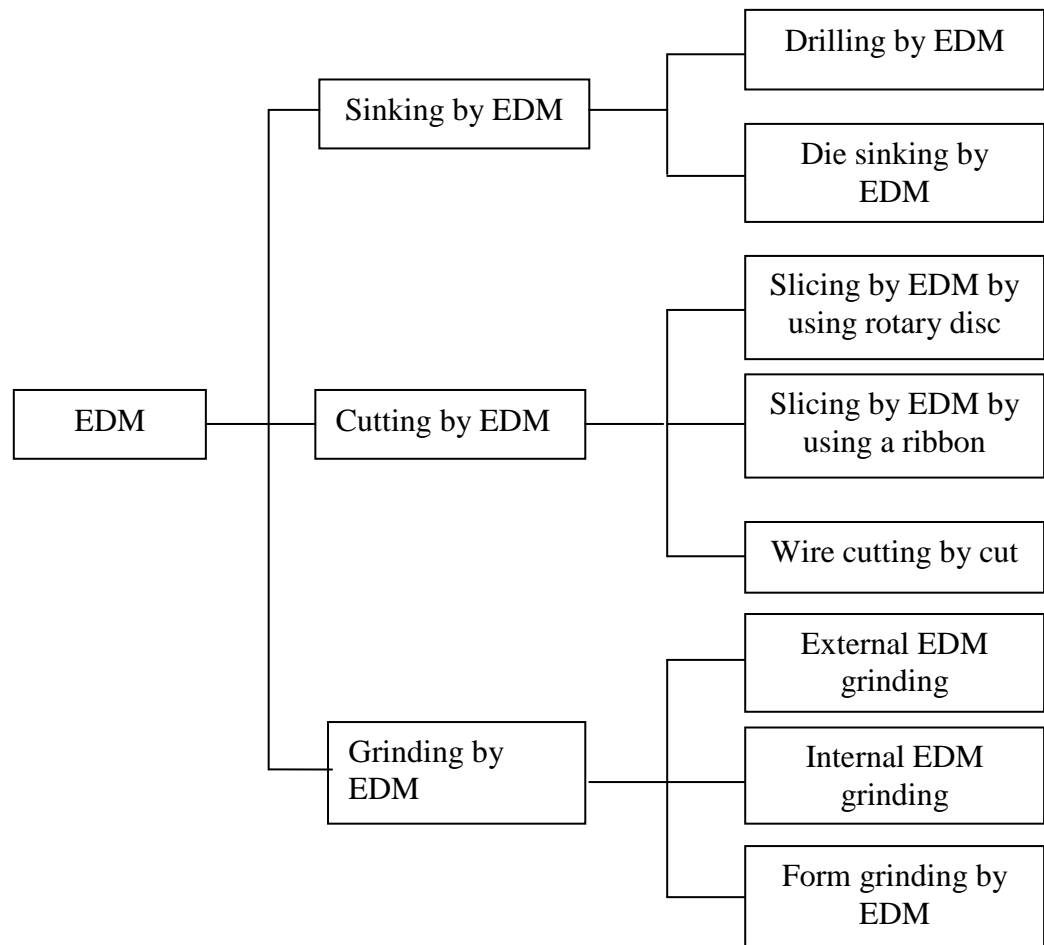 EDM
Sinking by EDM
Drilling by EDM
Die sinking by
EDM
Cutting by EDM
Slicing by EDM by
using rotary disc
Slicing by EDM by
using a ribbon
Wire cutting by cut
Grinding by
EDM
External EDM
grinding
Internal EDM
grinding
Form grinding by
EDM